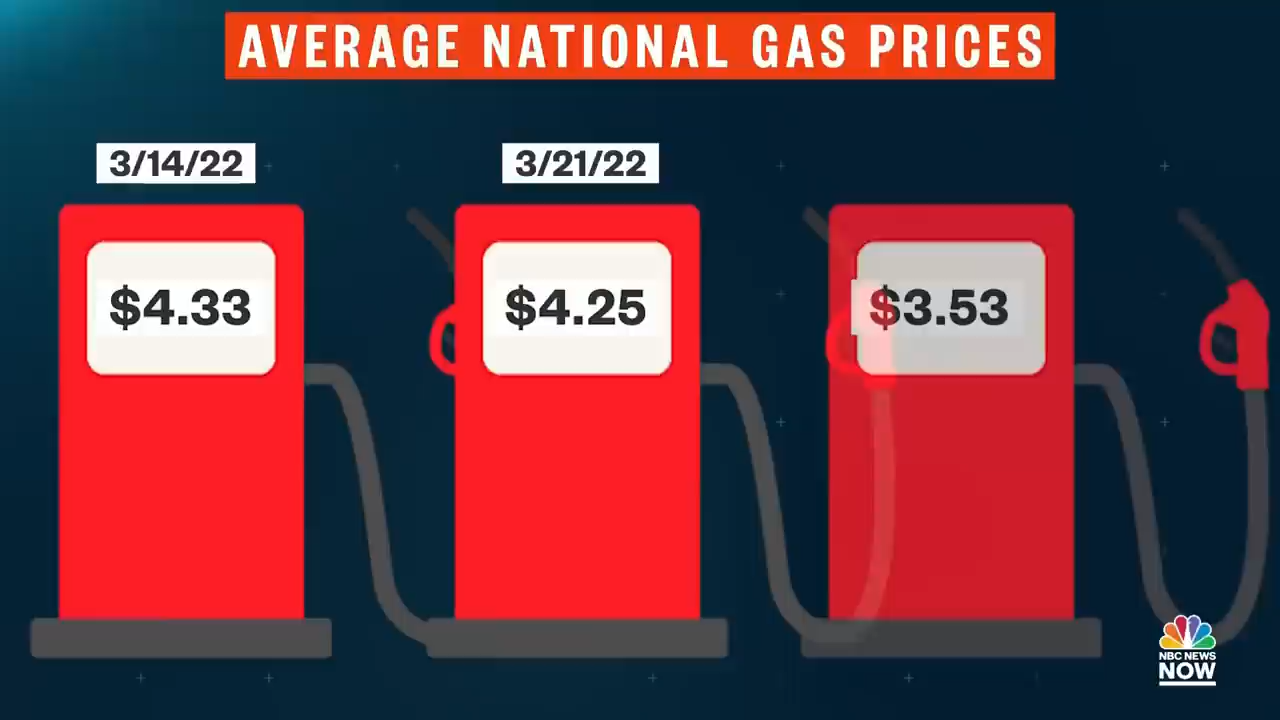 AVERAGE NATIONAL GAS PRICES
3/14/22
3/21/22
$4.33
$4.25
$3.53
NBC NEWS
NOW